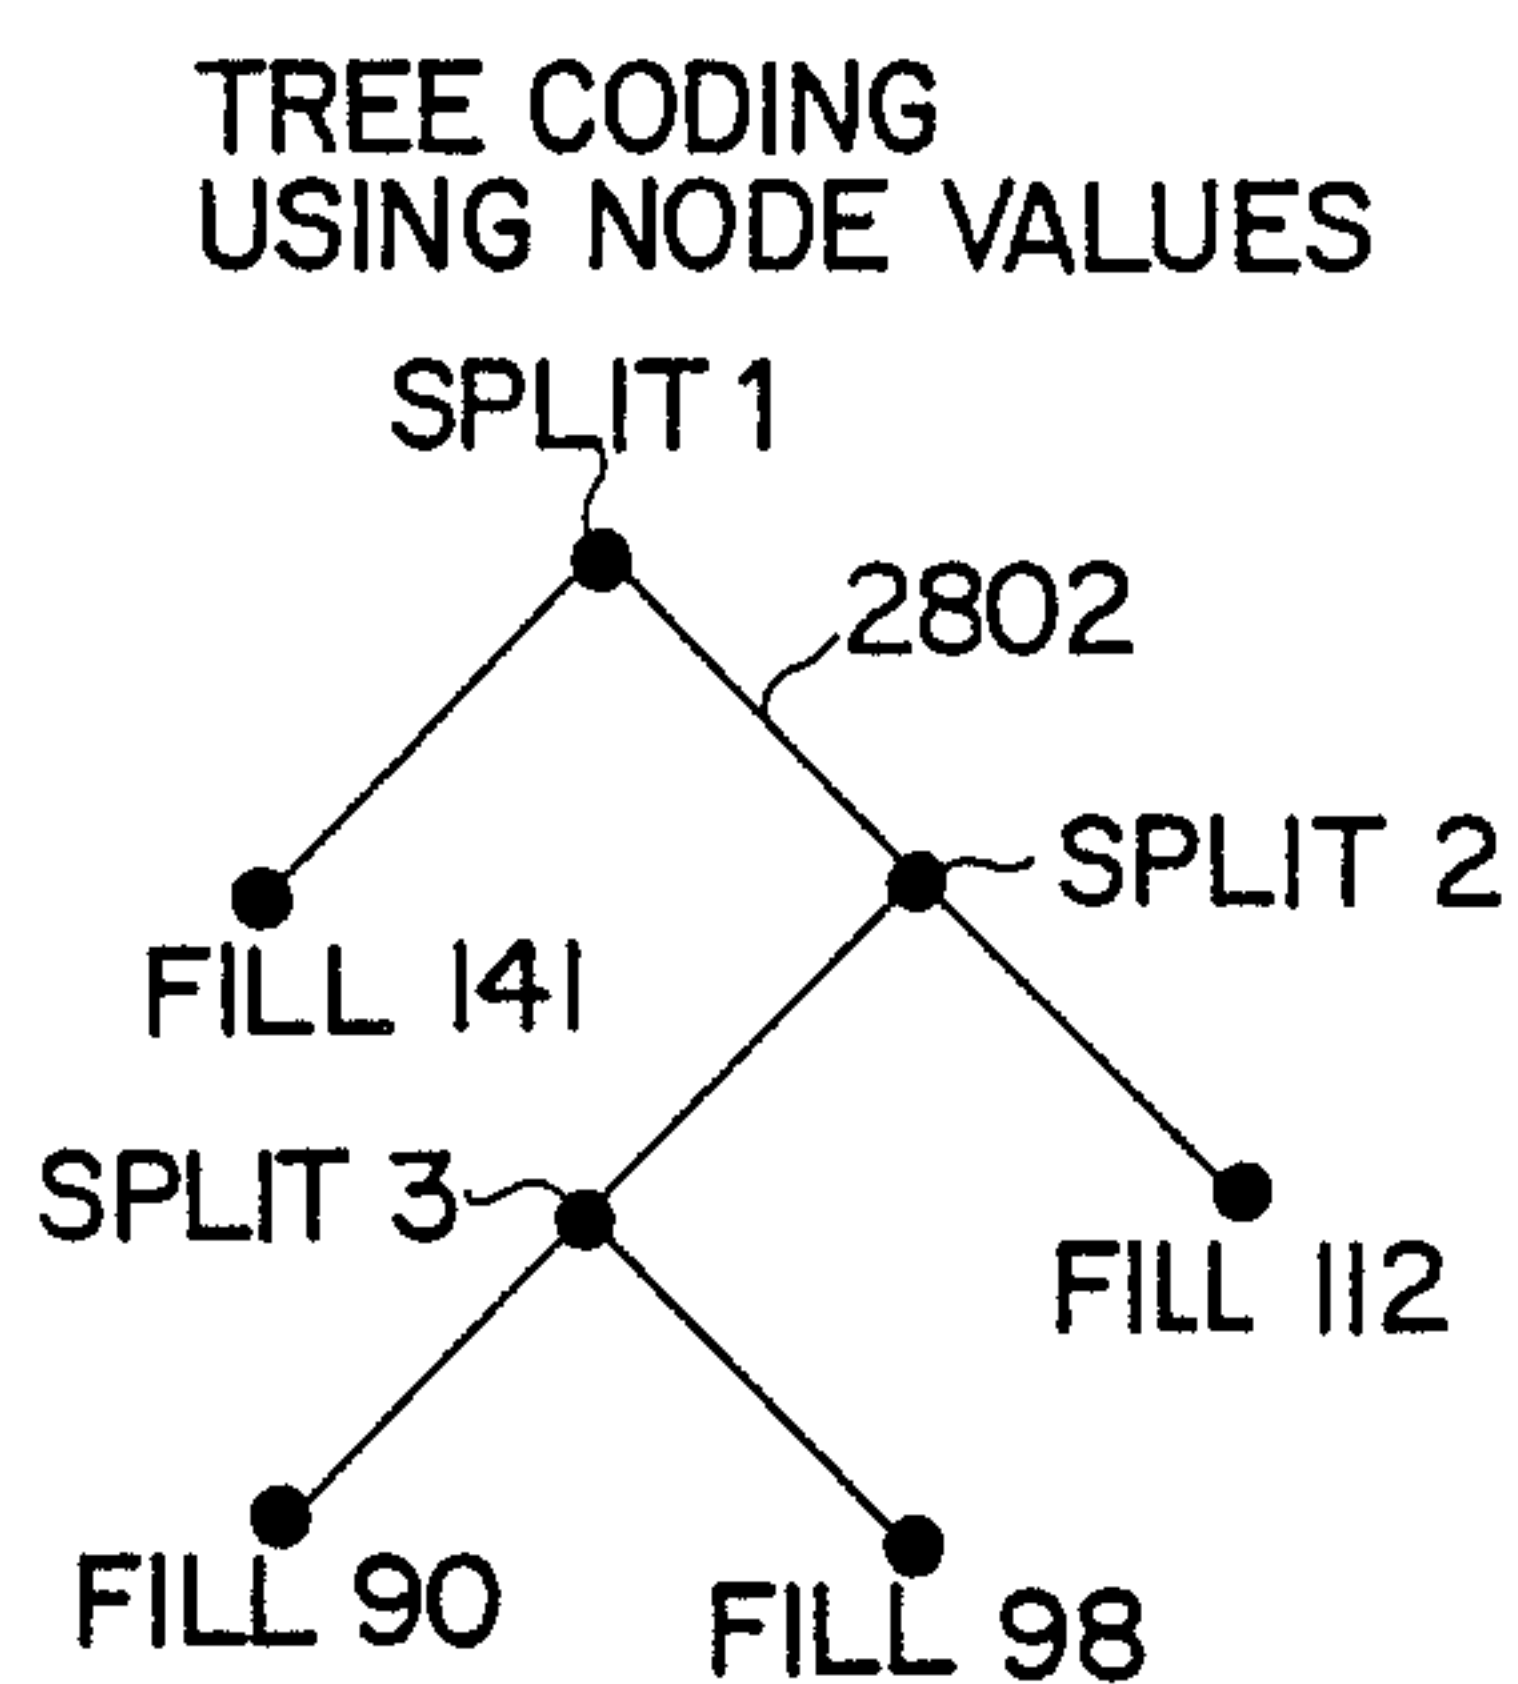 TREE CODING
USING NODE VALUES
SPLIT 1
2802
SPLIT 2
FILL 141
SPLIT 3
FILL 112
FILL 90
FILL 98